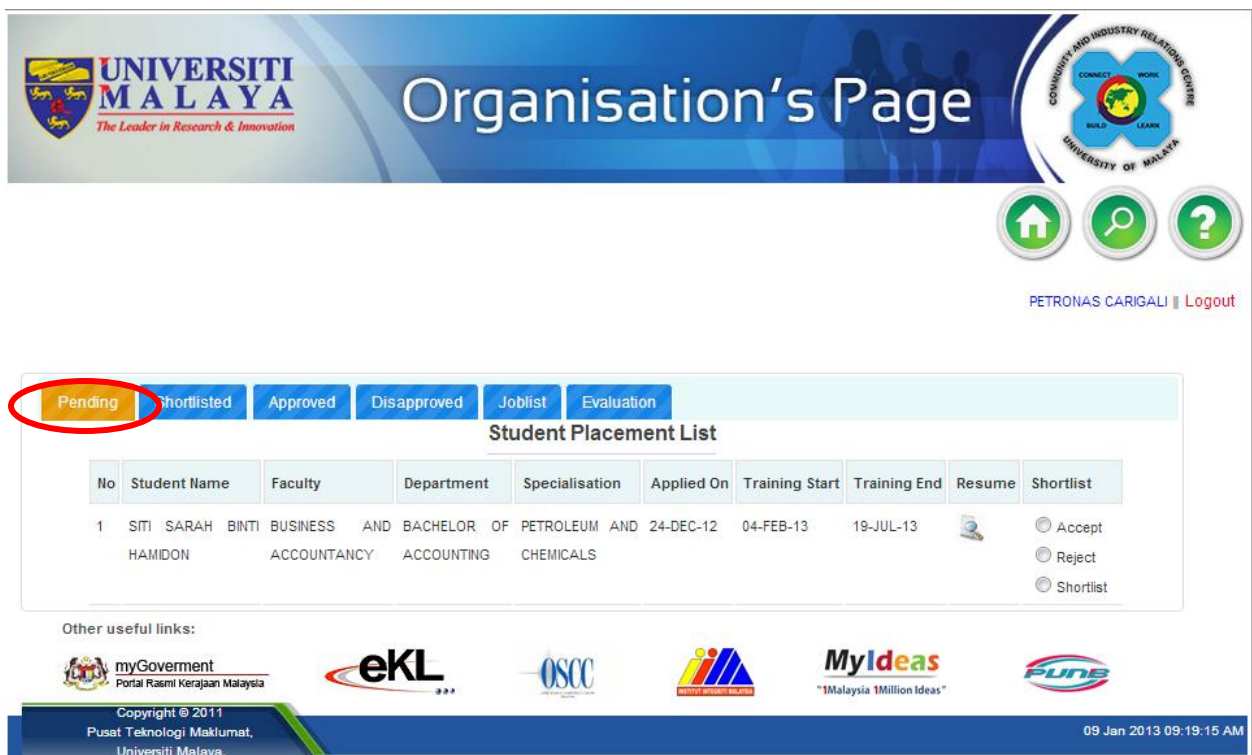 UNIVERSITI
MALAYA
The Leader in Research & Innovation
Organisation's Page
COMMUNITY AND INDUSTRY RELATIONS CENTRE
CONNECT WORK
BUILD LEARN
UNIVERSITY OF MALAYA
?
PETRONAS CARIGALI || Logout
Pending Shortlisted Approved Disapproved Joblist Evaluation
Student Placement List
No Student Name Faculty Department Specialisation Applied On Training Start Training End Resume Shortlist
1 SITI SARAH BINTI BUSINESS AND BACHELOR OF PETROLEUM AND 24-DEC-12 04-FEB-13 19-JUL-13 Accept
HAMIDON ACCOUNTANCY ACCOUNTING CHEMICALS Reject
Shortlist
Other useful links:
myGoverment
Portal Rasmi Kerajaan Malaysia
eKL
OSCC
IIM
INSTITUT INTEGRITI MALAYSIA
MyIdeas
"1Malaysia 1Million Ideas"
PUNB
Copyright © 2011
Pusat Teknologi Maklumat,
Universiti Malaya.
09 Jan 2013 09:19:15 AM